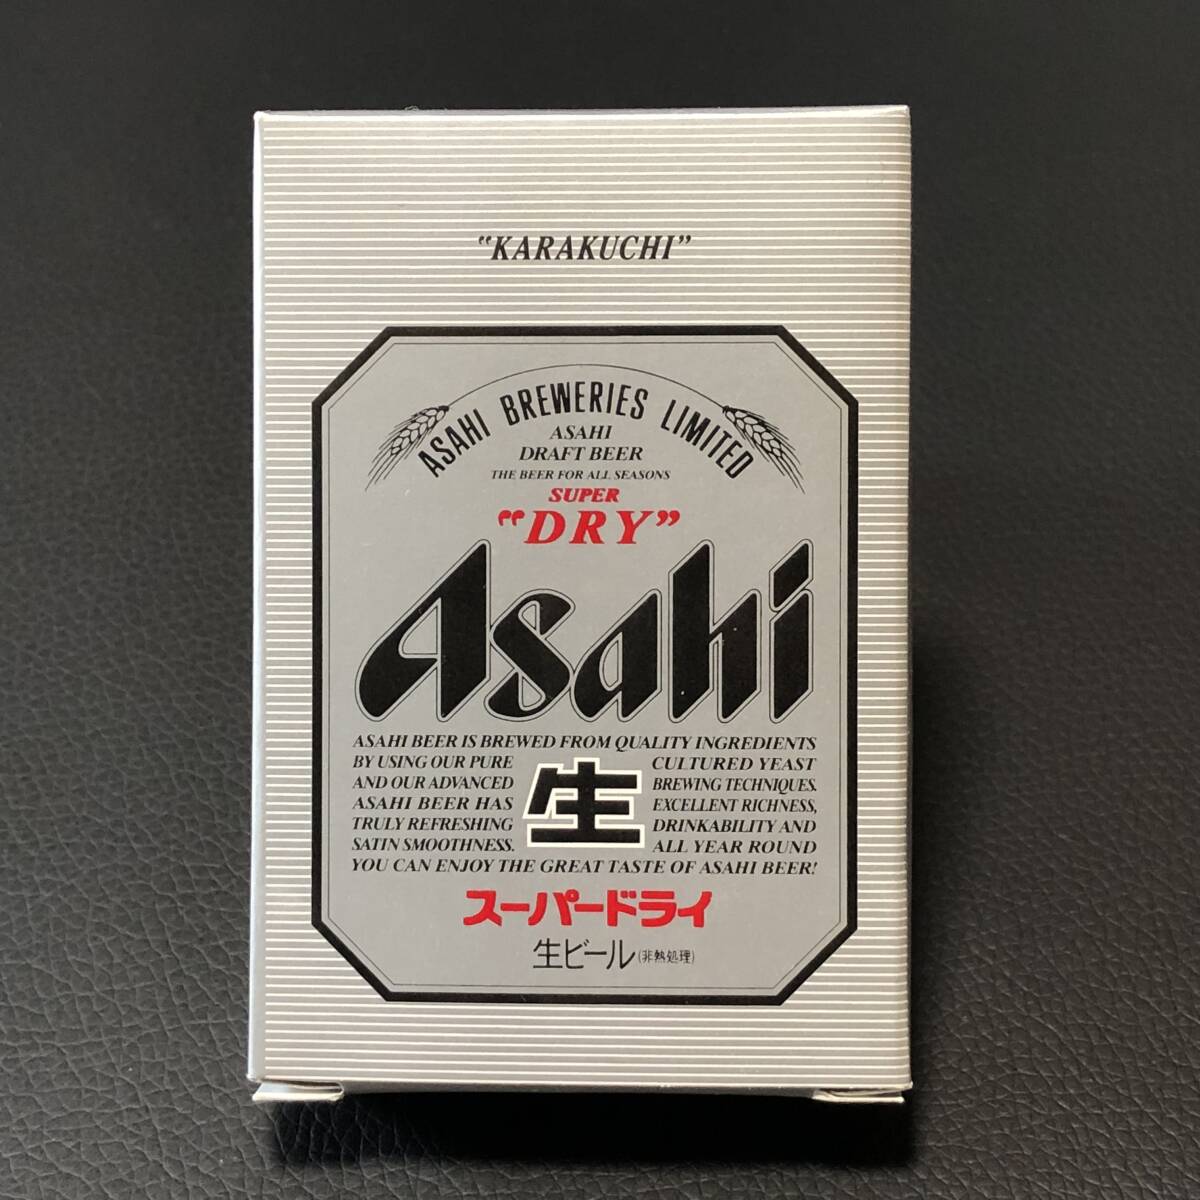 “KARAKUCHI”
ASAHI BREWERIES LIMITED
ASAHI
DRAFT BEER
THE BEER FOR ALL SEASONS
SUPER
“DRY”
Asahi
ASAHI BEER IS BREWED FROM QUALITY INGREDIENTS
BY USING OUR PURE CULTURED YEAST
AND OUR ADVANCED BREWING TECHNIQUES.
ASAHI BEER HAS EXCELLENT RICHNESS,
TRULY REFRESHING DRINKABILITY AND
SATIN SMOOTHNESS. ALL YEAR ROUND
生
YOU CAN ENJOY THE GREAT TASTE OF ASAHI BEER!
スーパードライ
生ビール(非熱処理)